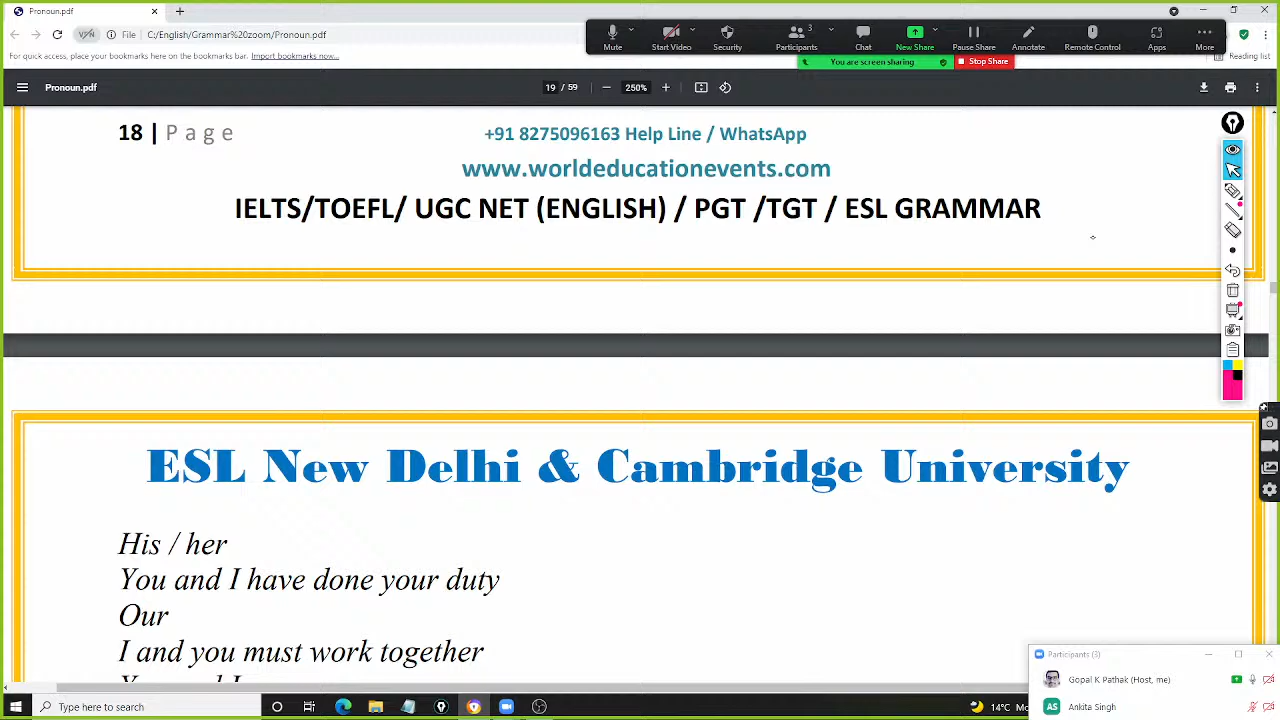 Pronoun.pdf
File
C:/English/Grammar%20zoom/Pronoun.pdf
For quick access, place your bookmarks here on the bookmarks bar. Import bookmarks now...
Reading list
Mute
Start Video
Security
Participants 3
Chat
New Share
Pause Share
Annotate
Remote Control
Apps
More
You are screen sharing
Stop Share
Pronoun.pdf
19 / 59
250%
18 | Page
+91 8275096163 Help Line / WhatsApp
www.worldeducationevents.com
IELTS/TOEFL/ UGC NET (ENGLISH) / PGT /TGT / ESL GRAMMAR
ESL New Delhi & Cambridge University
His / her
You and I have done your duty
Our
I and you must work together
Participants (3)
Gopal K Pathak (Host, me)
AS Ankita Singh
Type here to search
14°C